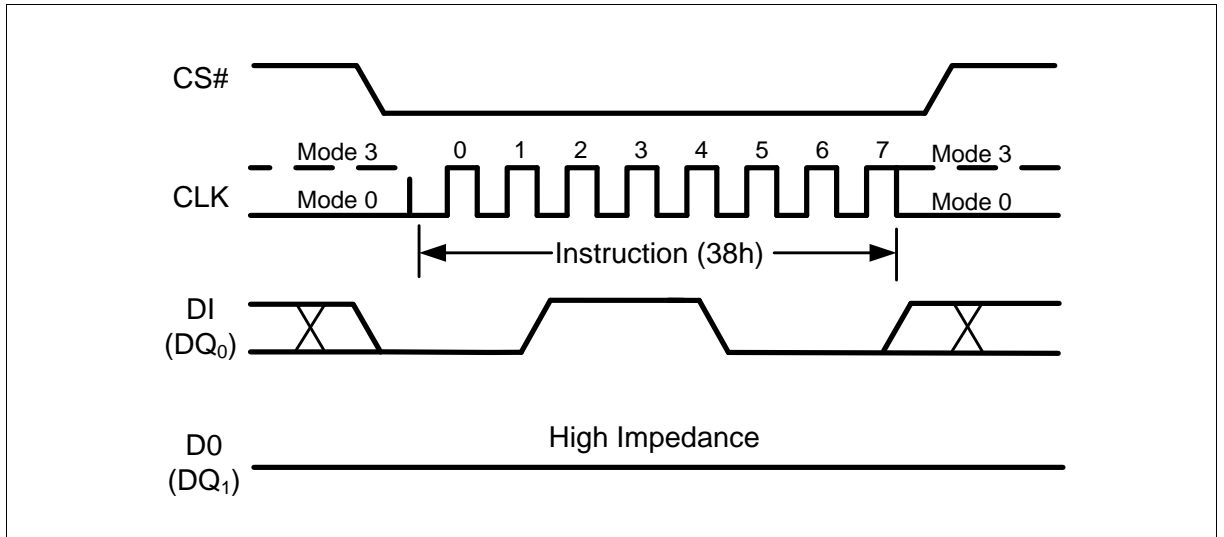 CS#
Mode 3 0 1 2 3 4 5 6 7 Mode 3
CLK
Mode 0 Mode 0
Instruction (38h)
DI
(DQ0)
High Impedance
D0
(DQ1)